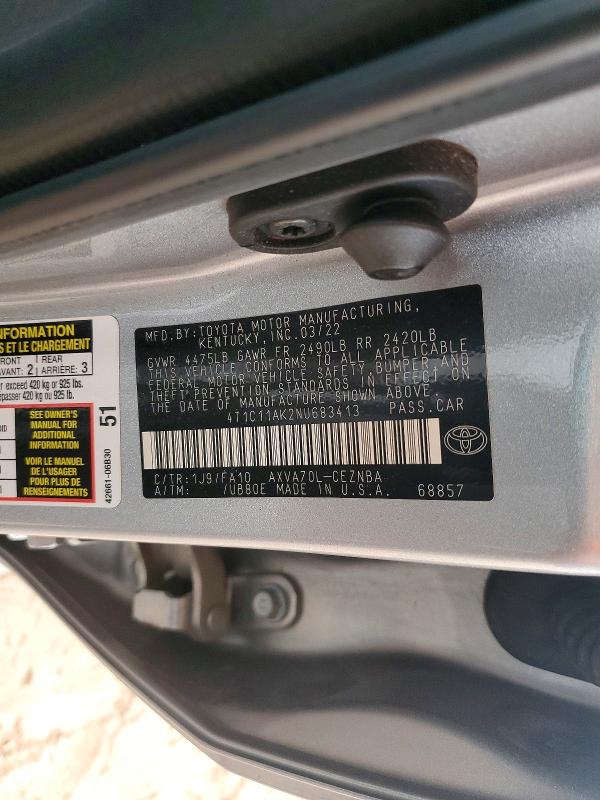 NFORMATION
S ET LE CHARGEMENT
FRONT
AVANT: 2
REAR
ARRIÈRE: 3
exceed 420 kg or 925 lbs.
épasser 420 kg ou 925 lb.
SEE OWNER'S
MANUAL FOR
ADDITIONAL
INFORMATION
VOIR LE MANUEL
DE L'USAGER
POUR PLUS DE
RENSEIGNEMENTS
51
42661-06B30
MFD.BY:TOYOTA MOTOR MANUFACTURING,
KENTUCKY, INC. 03/22
GVWR 4475LB GAWR FR 2490LB RR 2420LB
THIS VEHICLE CONFORMS TO ALL APPLICABLE
FEDERAL MOTOR VEHICLE SAFETY, BUMPER, AND
THEFT PREVENTION STANDARDS IN EFFECT ON
THE DATE OF MANUFACTURE SHOWN ABOVE.
4T1C11AK2NU683413 PASS.CAR
C/TR:1J9/FA10 AXVA70L-CEZNBA
A/TM: /UB80E MADE IN U.S.A. 68857